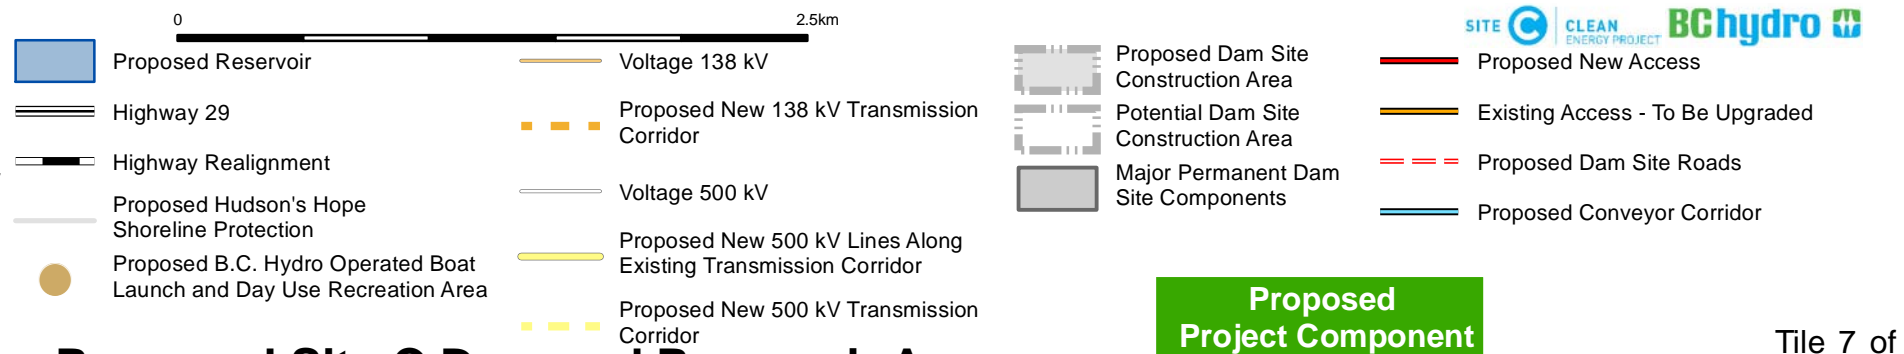 0 2.5km
SITE C CLEAN
ENERGY PROJECT
BChydro
Proposed Reservoir
Highway 29
Highway Realignment
Proposed Hudson's Hope
Shoreline Protection
Proposed B.C. Hydro Operated Boat
Launch and Day Use Recreation Area
Voltage 138 kV
Proposed New 138 kV Transmission
Corridor
Voltage 500 kV
Proposed New 500 kV Lines Along
Existing Transmission Corridor
Proposed New 500 kV Transmission
Corridor
Proposed Dam Site
Construction Area
Potential Dam Site
Construction Area
Major Permanent Dam
Site Components
Proposed New Access
Existing Access - To Be Upgraded
Proposed Dam Site Roads
Proposed Conveyor Corridor
Proposed
Project Component
Tile 7 of